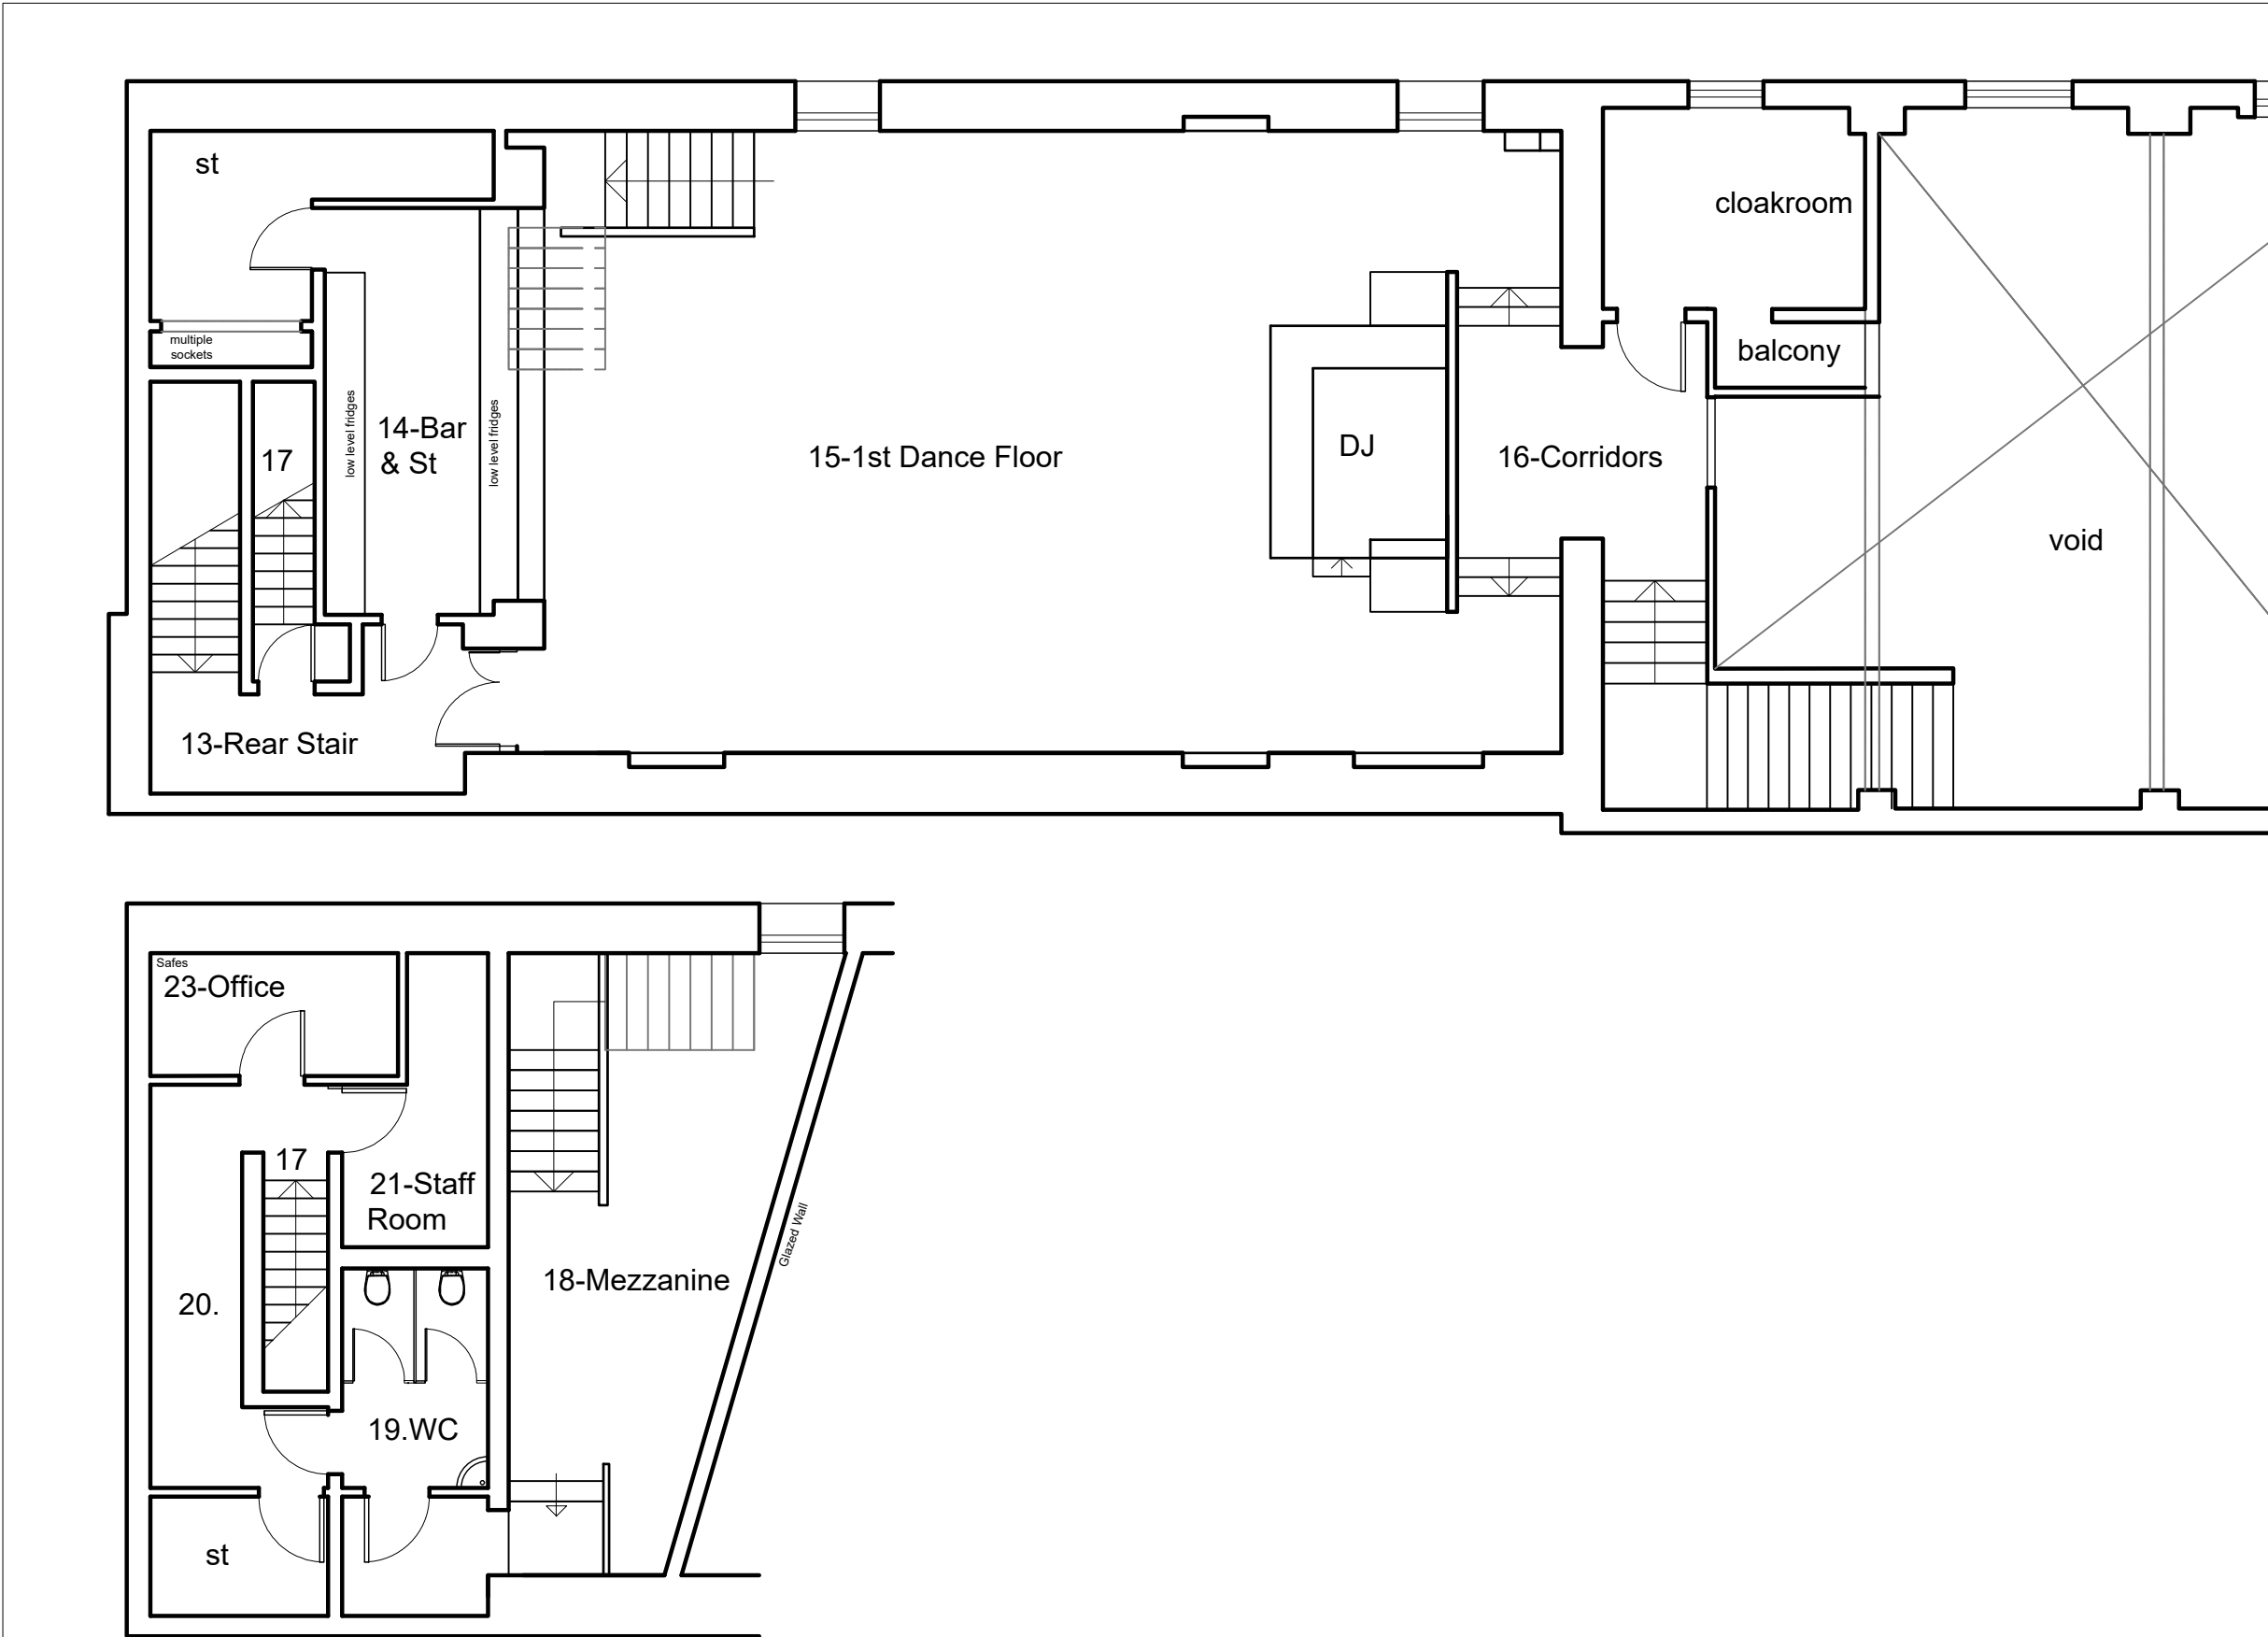 st
cloakroom
multiple
sockets
balcony
low level fridges
14-Bar
& St
low level fridges
17
15-1st Dance Floor
DJ
16-Corridors
void
13-Rear Stair
Safes
23-Office
17
21-Staff
Room
Glazed Wall
18-Mezzanine
20.
19.WC
st